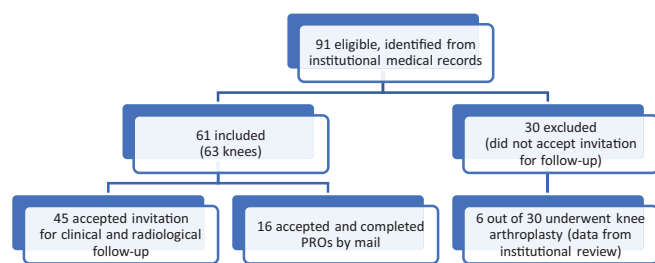 91 eligible, identified from
institutional medical records
61 included
(63 knees)
30 excluded
(did not accept invitation
for follow-up)
45 accepted invitation
for clinical and radiological
follow-up
16 accepted and completed
PROs by mail
6 out of 30 underwent knee
arthroplasty (data from
institutional review)